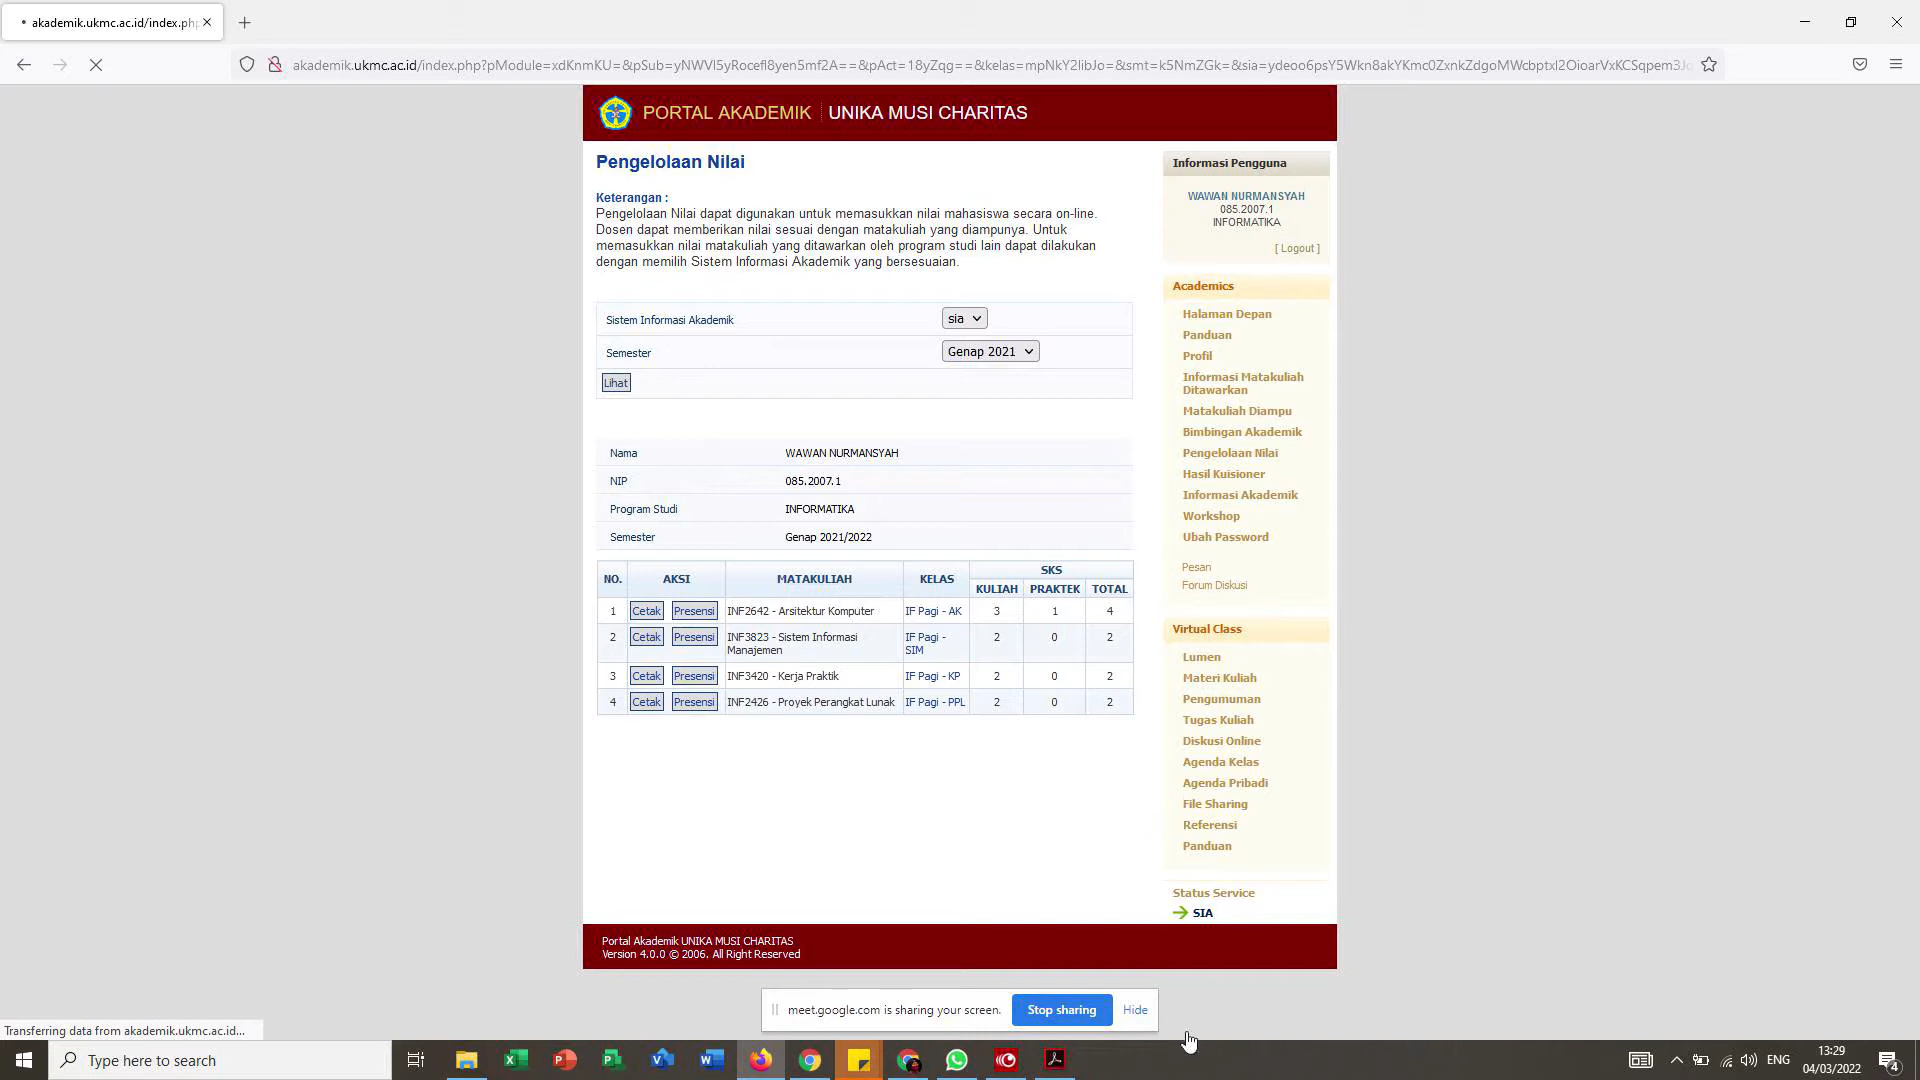 akademik.ukmc.ac.id/index.php
akademik.ukmc.ac.id/index.php?pModule=xdKnmKU=&pSub=yNWVl5yRocefl8yen5mf2A==&pAct=18yZqg==&kelas=mpNkY2libJo=&smt=k5NmZGk=&sia=ydeoo6psY5Wkn8akYKmc0ZxnkZdgoMWcbptxl2OioarVxKCSqpem3Jq
PORTAL AKADEMIK UNIKA MUSI CHARITAS
Pengelolaan Nilai
Keterangan :
Pengelolaan Nilai dapat digunakan untuk memasukkan nilai mahasiswa secara on-line.
Dosen dapat memberikan nilai sesuai dengan matakuliah yang diampunya. Untuk
memasukkan nilai matakuliah yang ditawarkan oleh program studi lain dapat dilakukan
dengan memilih Sistem Informasi Akademik yang bersesuaian.
Sistem Informasi Akademik sia
Semester Genap 2021
Lihat
Nama WAWAN NURMANSYAH
NIP 085.2007.1
Program Studi INFORMATIKA
Semester Genap 2021/2022
NO. AKSI MATAKULIAH KELAS SKS
KULIAH PRAKTEK TOTAL
1 Cetak Presensi INF2642 - Arsitektur Komputer IF Pagi - AK 3 1 4
2 Cetak Presensi INF3823 - Sistem Informasi IF Pagi - 2 0 2
Manajemen SIM
3 Cetak Presensi INF3420 - Kerja Praktik IF Pagi - KP 2 0 2
4 Cetak Presensi INF2426 - Proyek Perangkat Lunak IF Pagi - PPL 2 0 2
Informasi Pengguna
WAWAN NURMANSYAH
085.2007.1
INFORMATIKA
[ Logout ]
Academics
Halaman Depan
Panduan
Profil
Informasi Matakuliah
Ditawarkan
Matakuliah Diampu
Bimbingan Akademik
Pengelolaan Nilai
Hasil Kuisioner
Informasi Akademik
Workshop
Ubah Password
Pesan
Forum Diskusi
Virtual Class
Lumen
Materi Kuliah
Pengumuman
Tugas Kuliah
Diskusi Online
Agenda Kelas
Agenda Pribadi
File Sharing
Referensi
Panduan
Status Service
SIA
Portal Akademik UNIKA MUSI CHARITAS
Version 4.0.0 © 2006. All Right Reserved
meet.google.com is sharing your screen. Stop sharing Hide
Transferring data from akademik.ukmc.ac.id...
Type here to search
ENG
13:29
04/03/2022
4